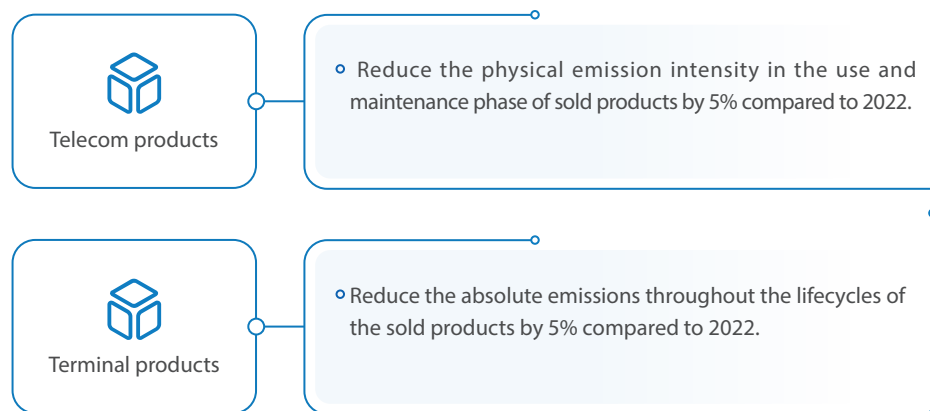 Telecom products
Reduce the physical emission intensity in the use and
maintenance phase of sold products by 5% compared to 2022.
Terminal products
Reduce the absolute emissions throughout the lifecycles of
the sold products by 5% compared to 2022.